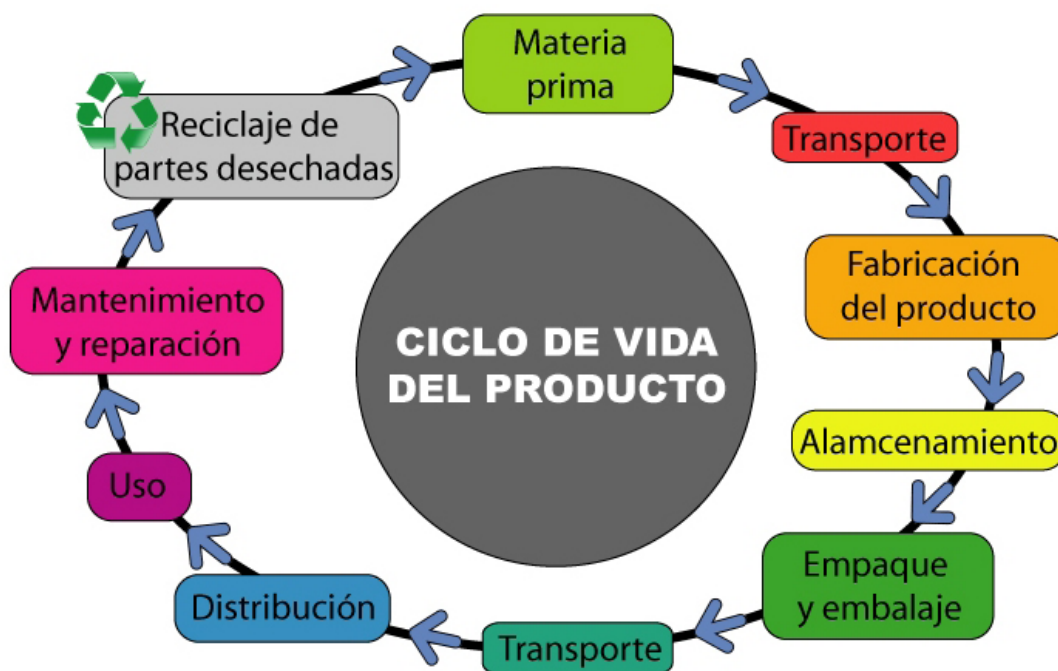 Materia
prima
Transporte
Fabricación
del producto
Alamcenamiento
Empaque
y embalaje
Transporte
Distribución
Uso
Mantenimiento
y reparación
Reciclaje de
partes desechadas
CICLO DE VIDA
DEL PRODUCTO